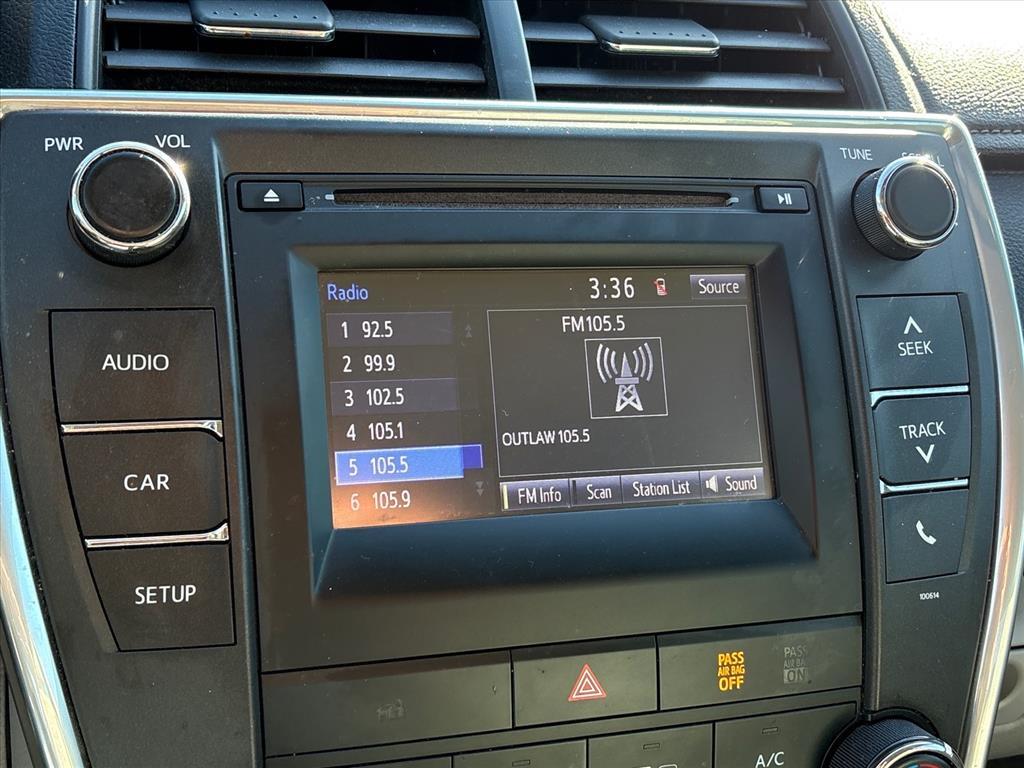 PWR
VOL
TUNE
SCROLL
Radio
3:36
Source
1 92.5
2 99.9
3 102.5
4 105.1
5 105.5
6 105.9
FM105.5
OUTLAW 105.5
FM Info
Scan
Station List
Sound
AUDIO
CAR
SETUP
SEEK
TRACK
100614
PASS
AIR BAG
OFF
PASS
AIR BAG
ON
A/C